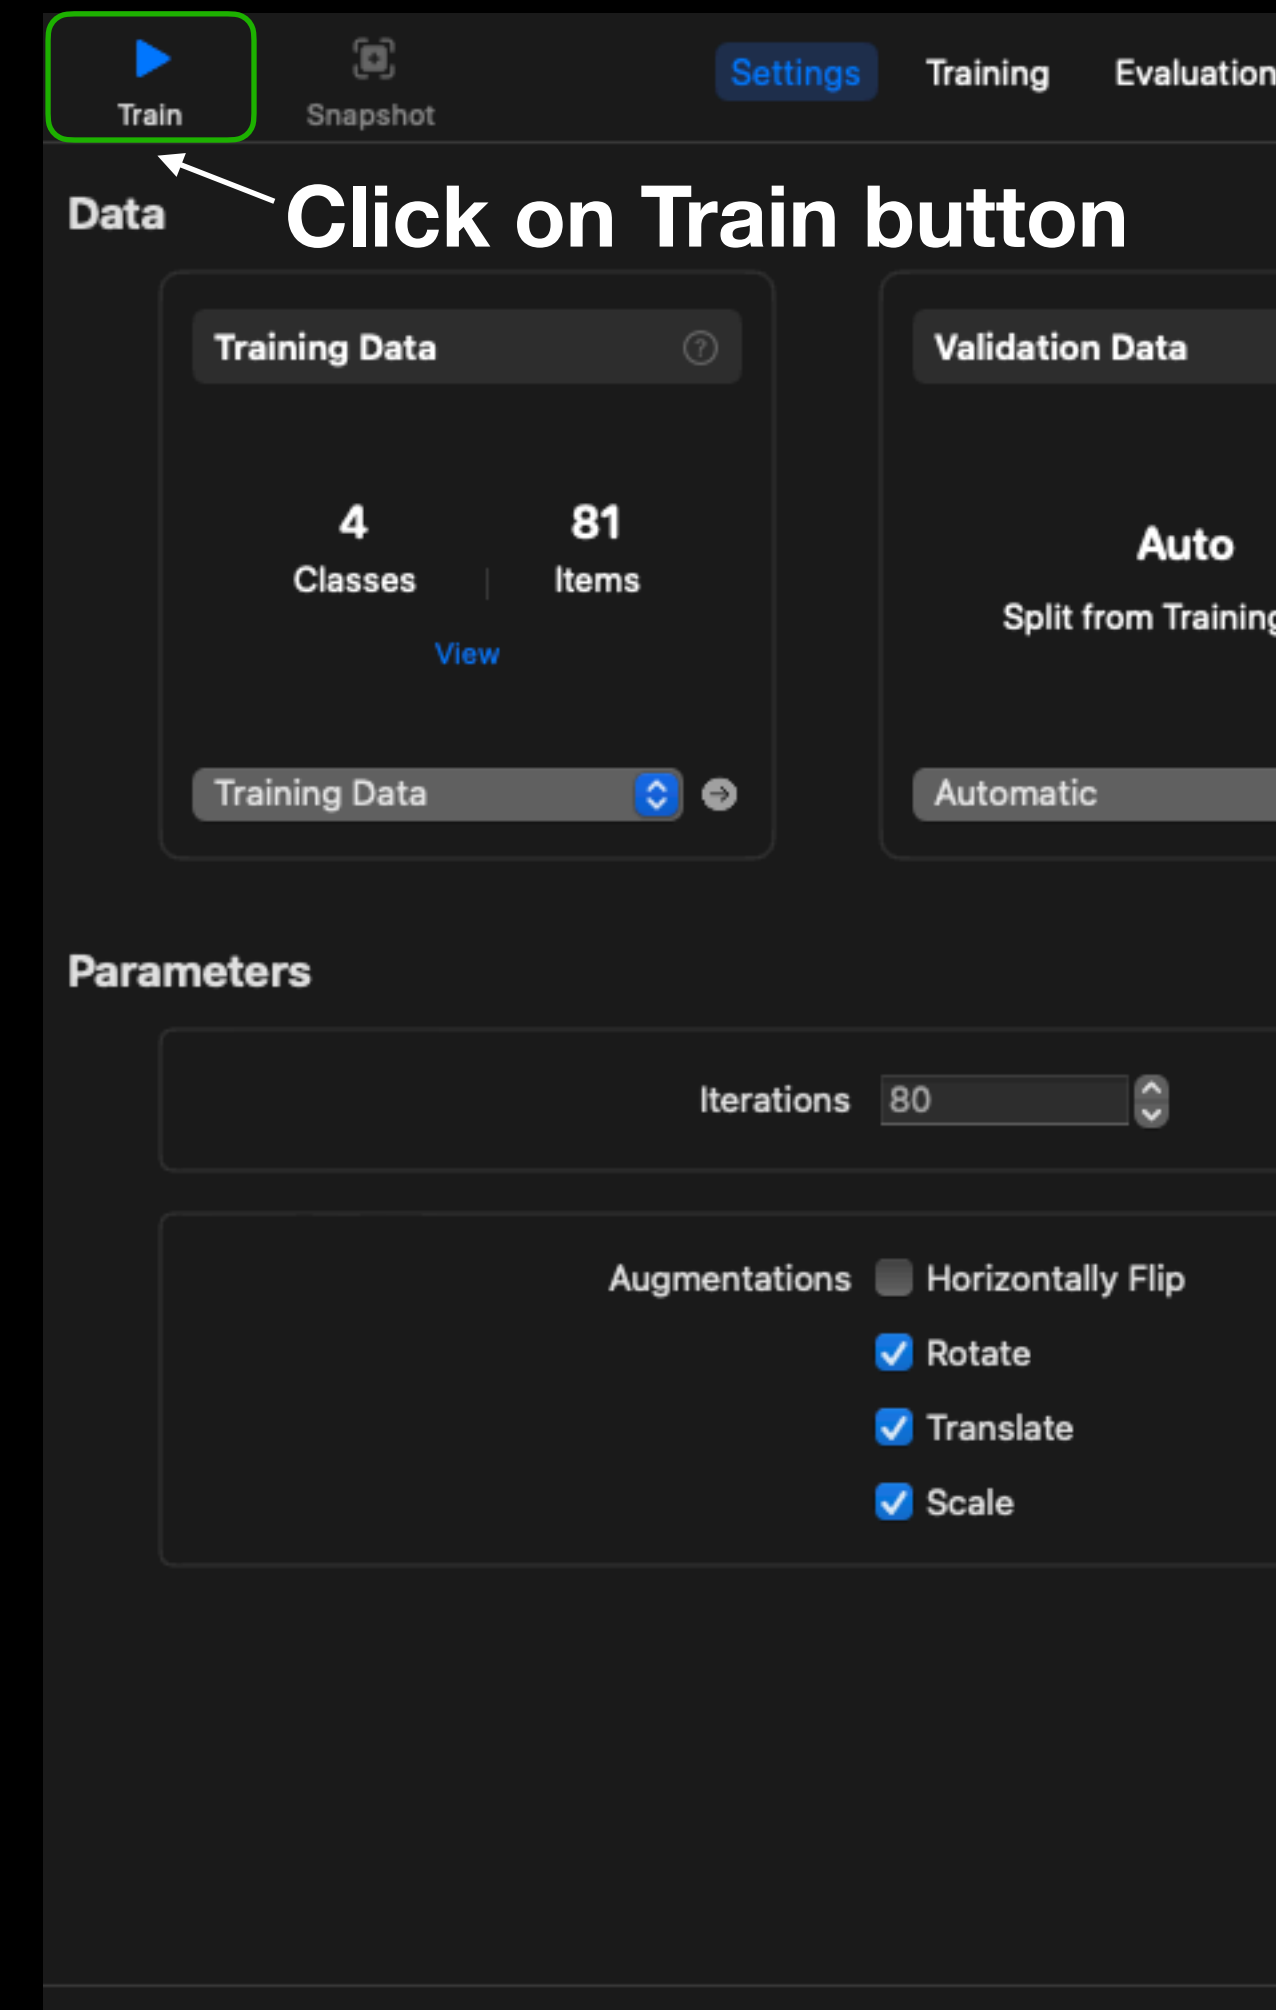 Train
Snapshot
Settings
Training
Evaluation
Click on Train button
Data
Training Data
?
Validation Data
4
Classes
81
Items
View
Auto
Split from Training
Training Data
Automatic
Parameters
Iterations 80
Augmentations
Horizontally Flip
Rotate
Translate
Scale